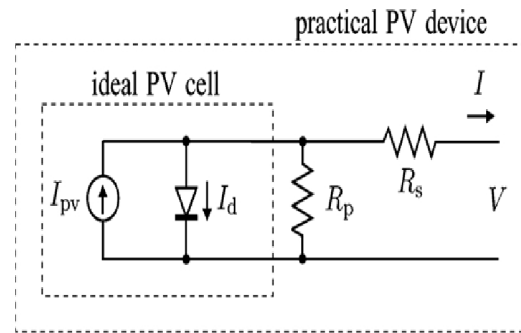 practical PV device
ideal PV cell
I
I_pv
I_d
R_p
R_s
V